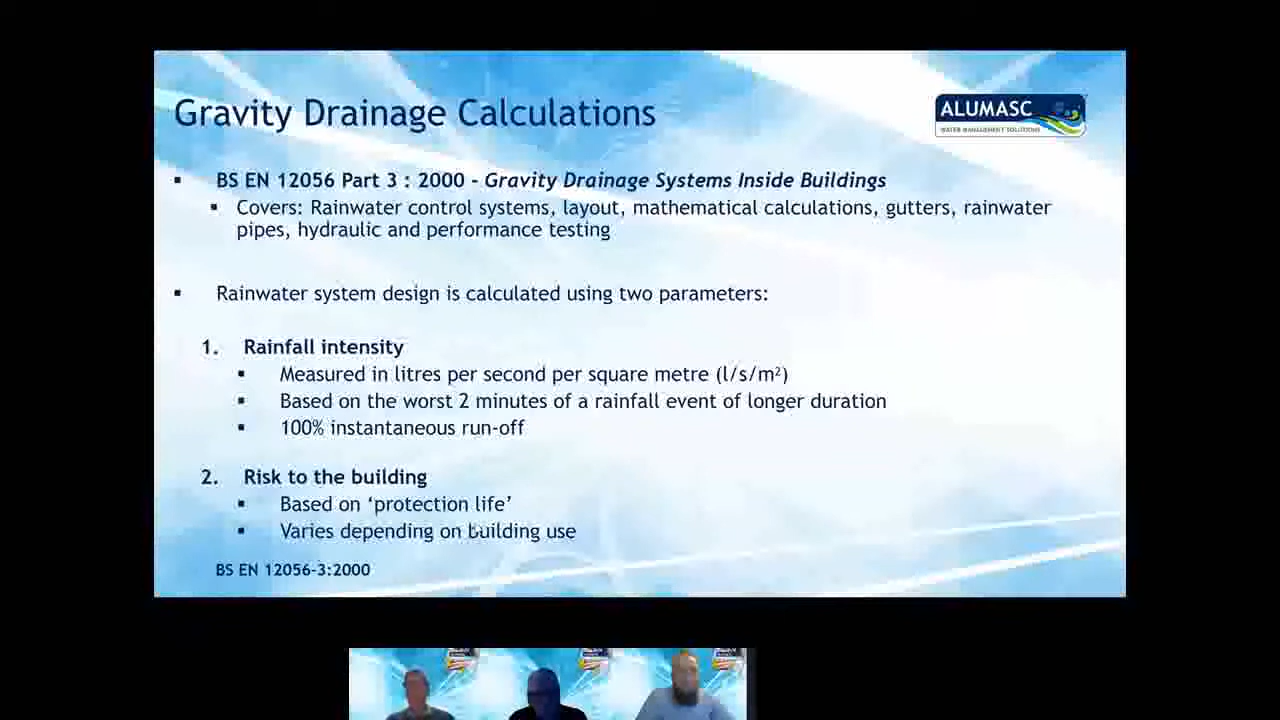 Gravity Drainage Calculations
ALUMASC
WATER MANAGEMENT SOLUTIONS
▪ BS EN 12056 Part 3 : 2000 - Gravity Drainage Systems Inside Buildings
▪ Covers: Rainwater control systems, layout, mathematical calculations, gutters, rainwater
pipes, hydraulic and performance testing
▪ Rainwater system design is calculated using two parameters:
1. Rainfall intensity
▪ Measured in litres per second per square metre (l/s/m²)
▪ Based on the worst 2 minutes of a rainfall event of longer duration
▪ 100% instantaneous run-off
2. Risk to the building
▪ Based on ‘protection life’
▪ Varies depending on building use
BS EN 12056-3:2000